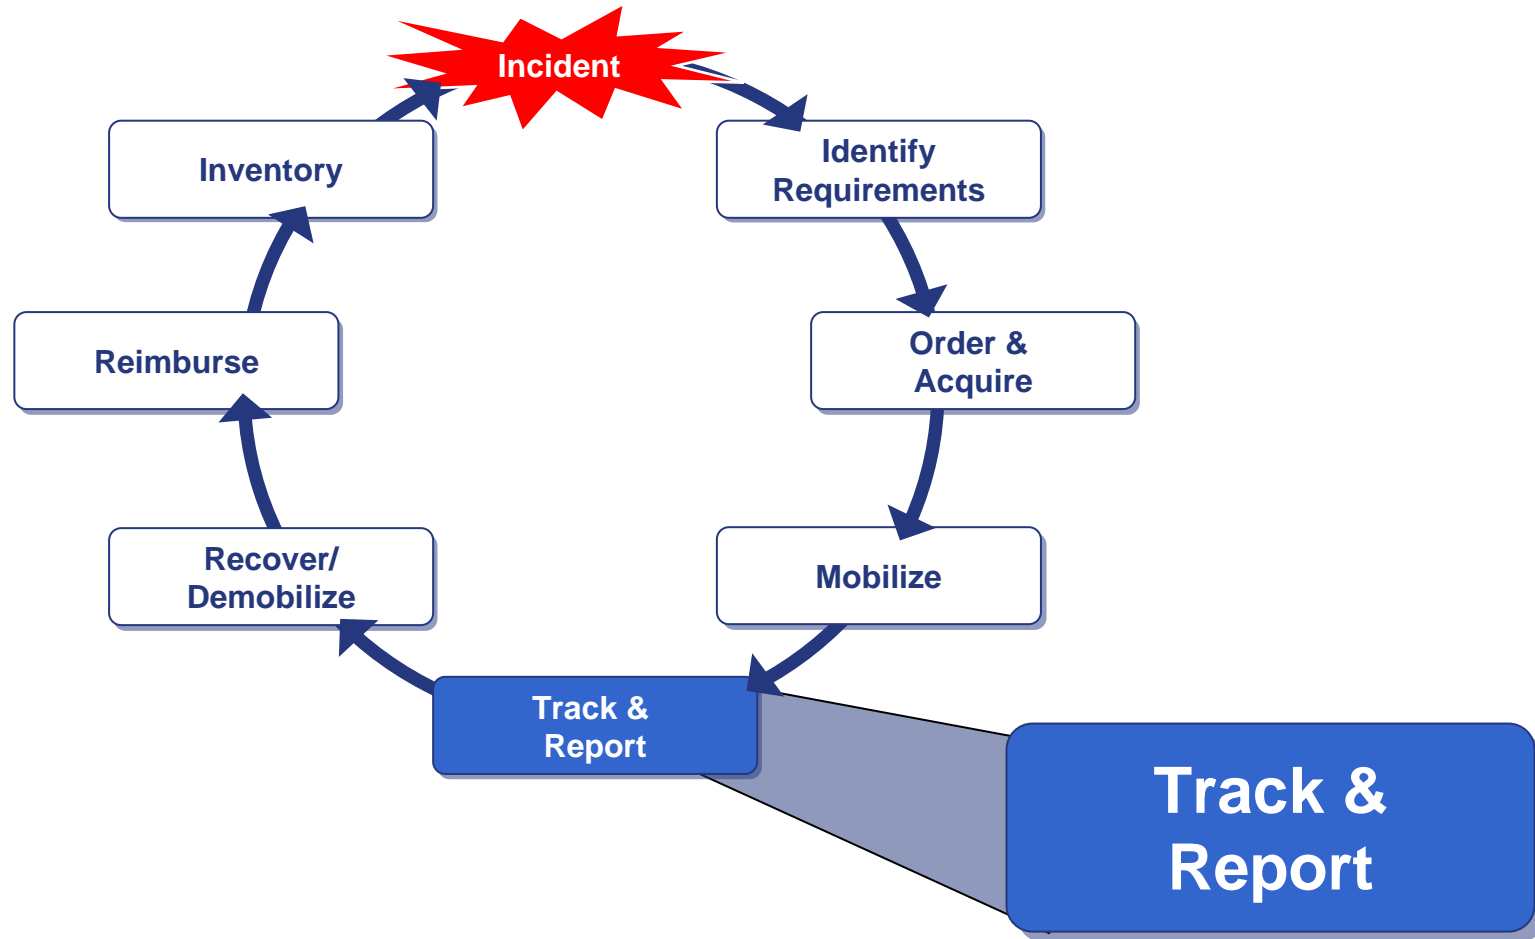 Incident
Identify
Requirements
Order &
Acquire
Mobilize
Track &
Report
Recover/
Demobilize
Reimburse
Inventory
Track &
Report